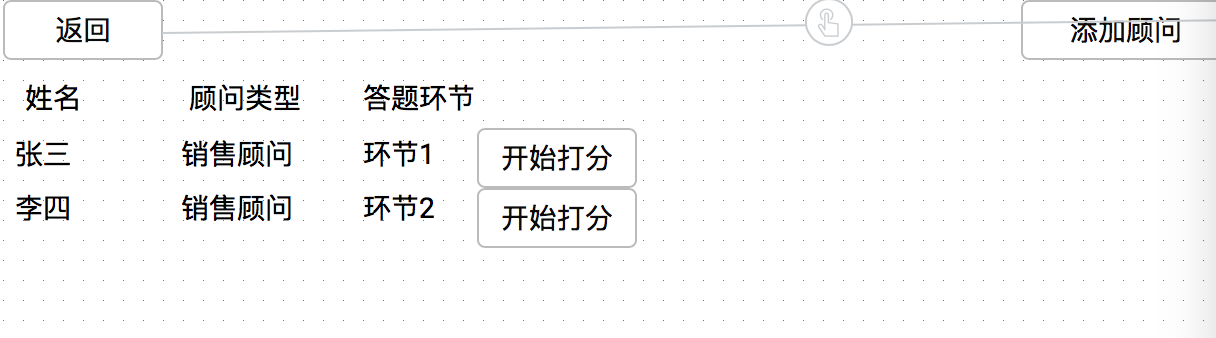 返回 添加顾问
姓名 顾问类型 答题环节
张三 销售顾问 环节1 开始打分
李四 销售顾问 环节2 开始打分